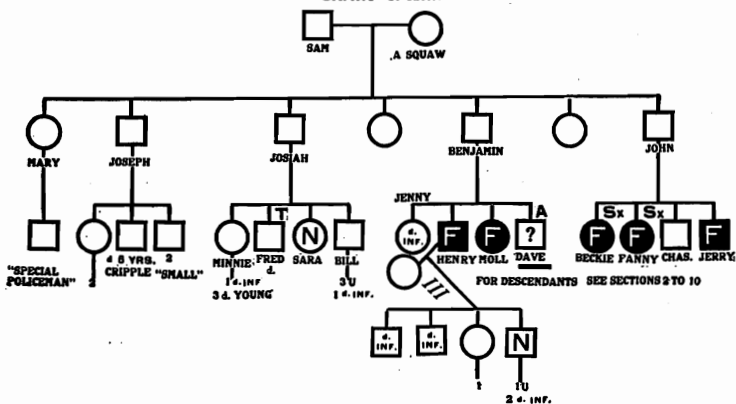 SAM
A SQUAW
MARY
JOSEPH
JOSIAH
BENJAMIN
JOHN
"SPECIAL POLICEMAN"
2
d 6 YRS.
CRIPPLE
2
"SMALL"
T
MINNIE
1 d. INF
3 d. YOUNG
FRED
d.
N
SARA
BILL
3 U
1 d. INF.
JENNY
d.
INF.
F
HENRY
F
MOLL
A
?
DAVE
FOR DESCENDANTS SEE SECTIONS 2 TO 10
Sx
F
BECKIE
Sx
F
FANNY
CHAS.
F
JERRY
III
d.
INF.
d.
INF.
1
N
1U
2 d. INF.